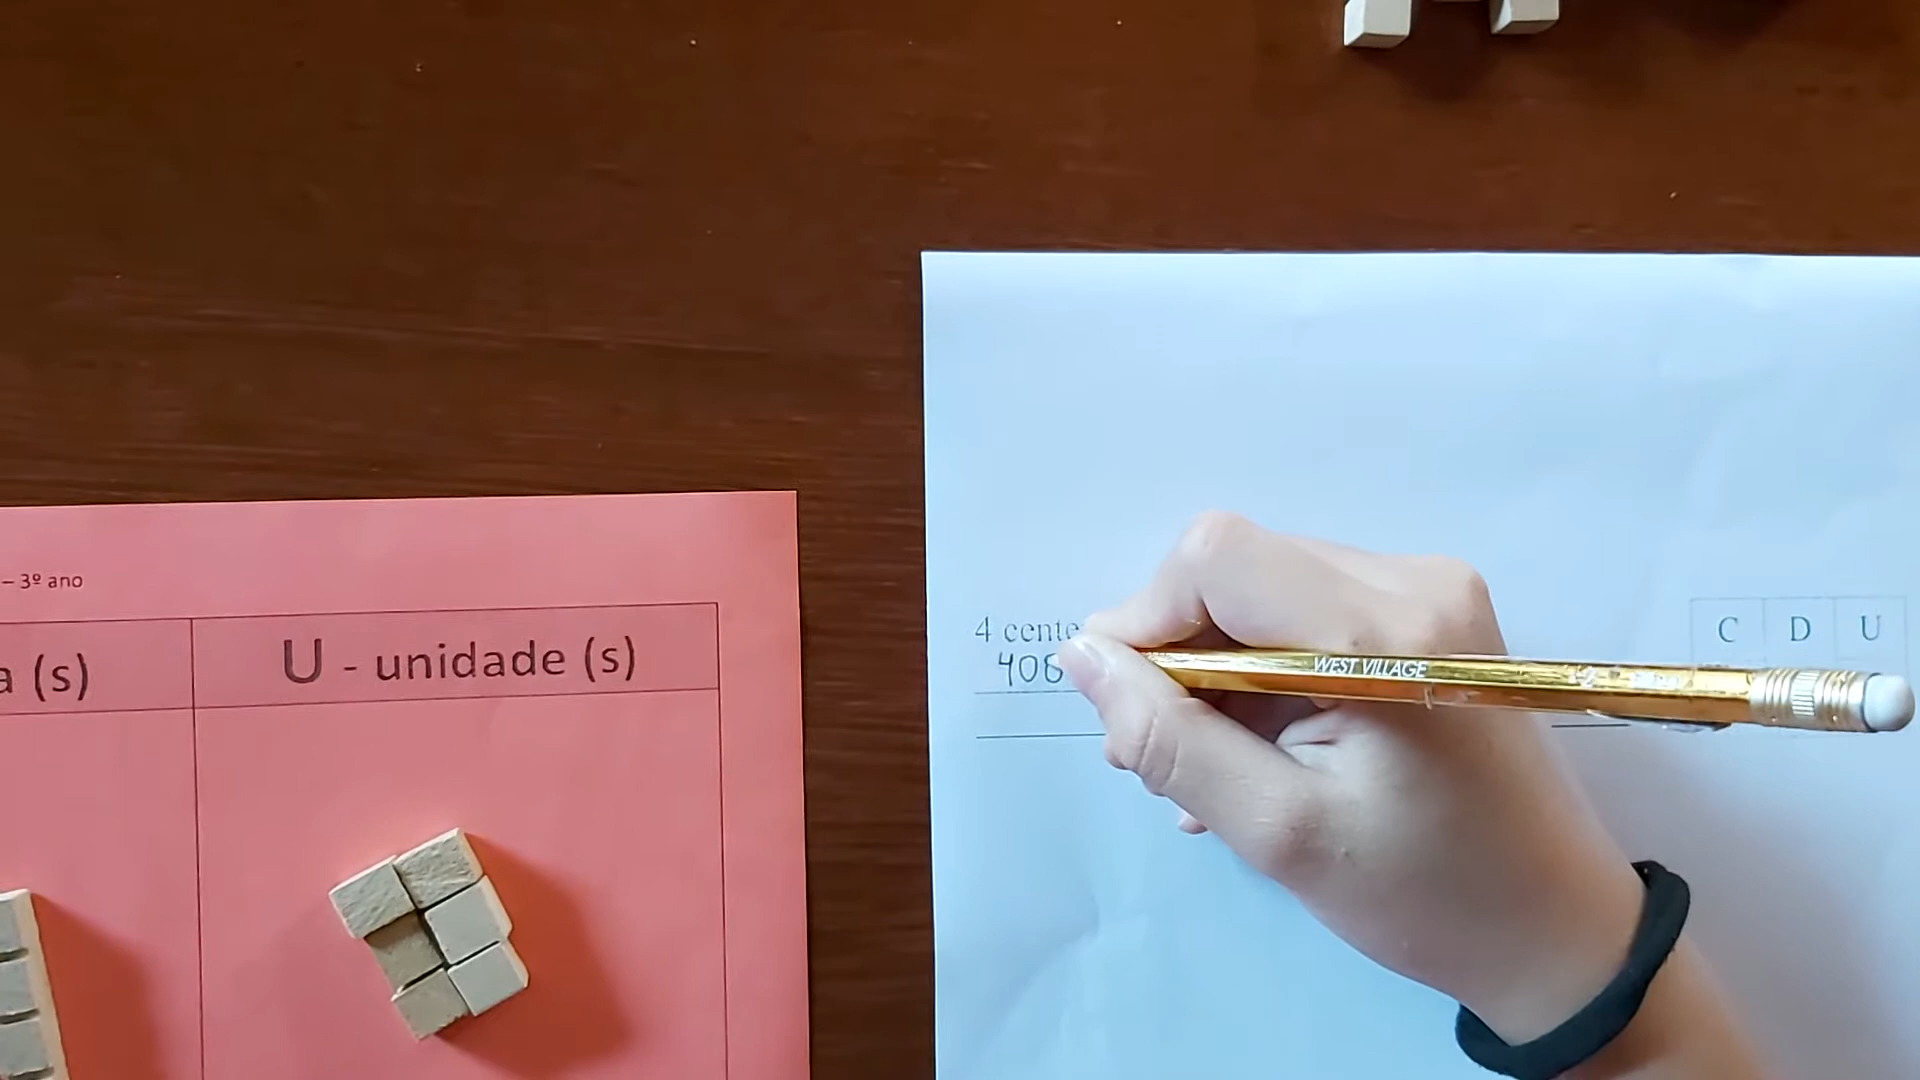 – 3º ano
a (s)
U - unidade (s)
4 cente
408
WEST VILLAGE
C D U